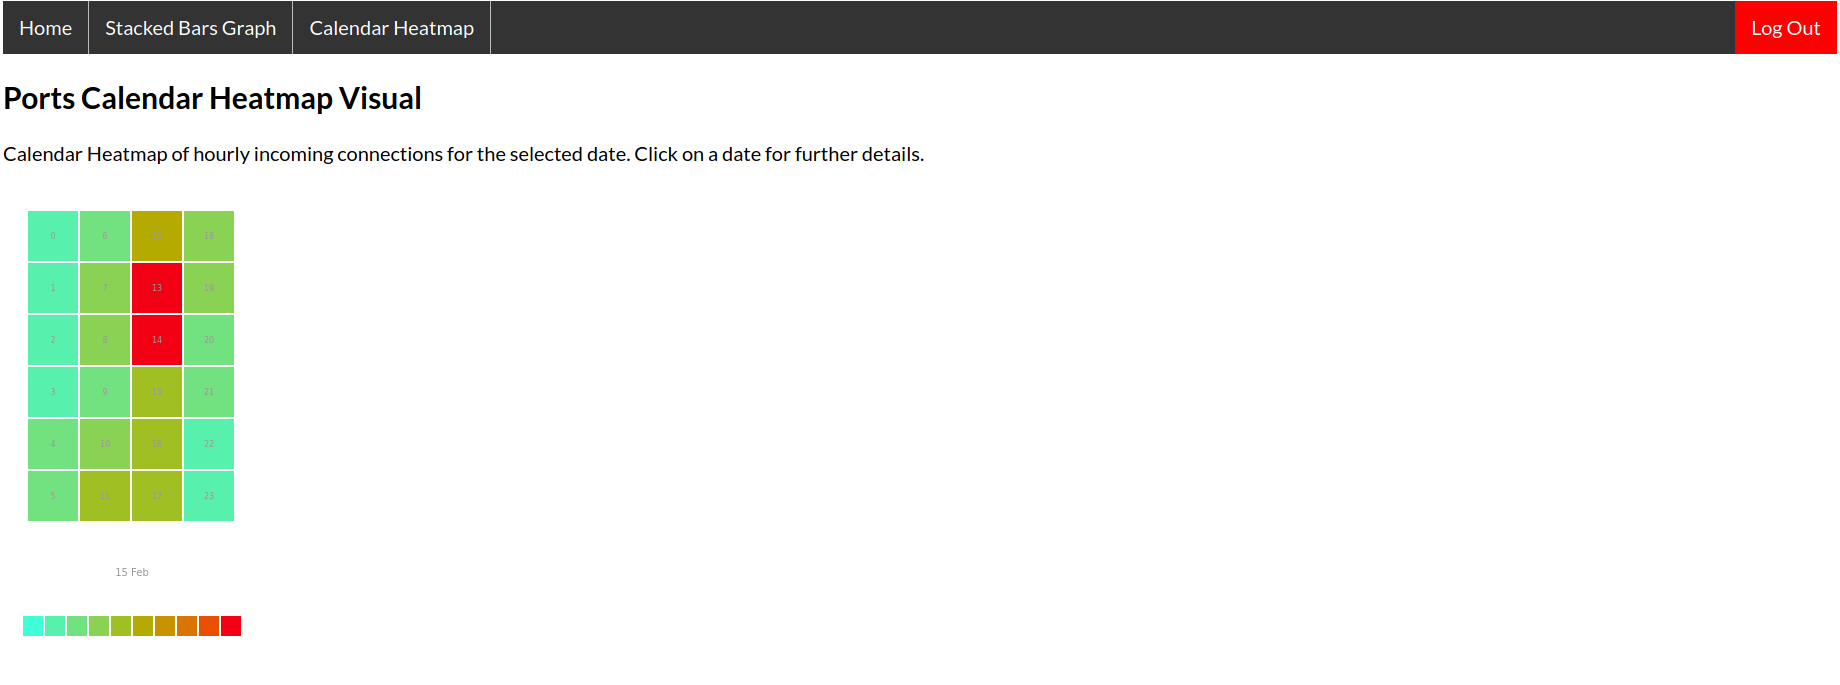 Home Stacked Bars Graph Calendar Heatmap Log Out
Ports Calendar Heatmap Visual
Calendar Heatmap of hourly incoming connections for the selected date. Click on a date for further details.
0 6 12 18
1 7 13 19
2 8 14 20
3 9 15 21
4 10 16 22
5 11 17 23
15 Feb